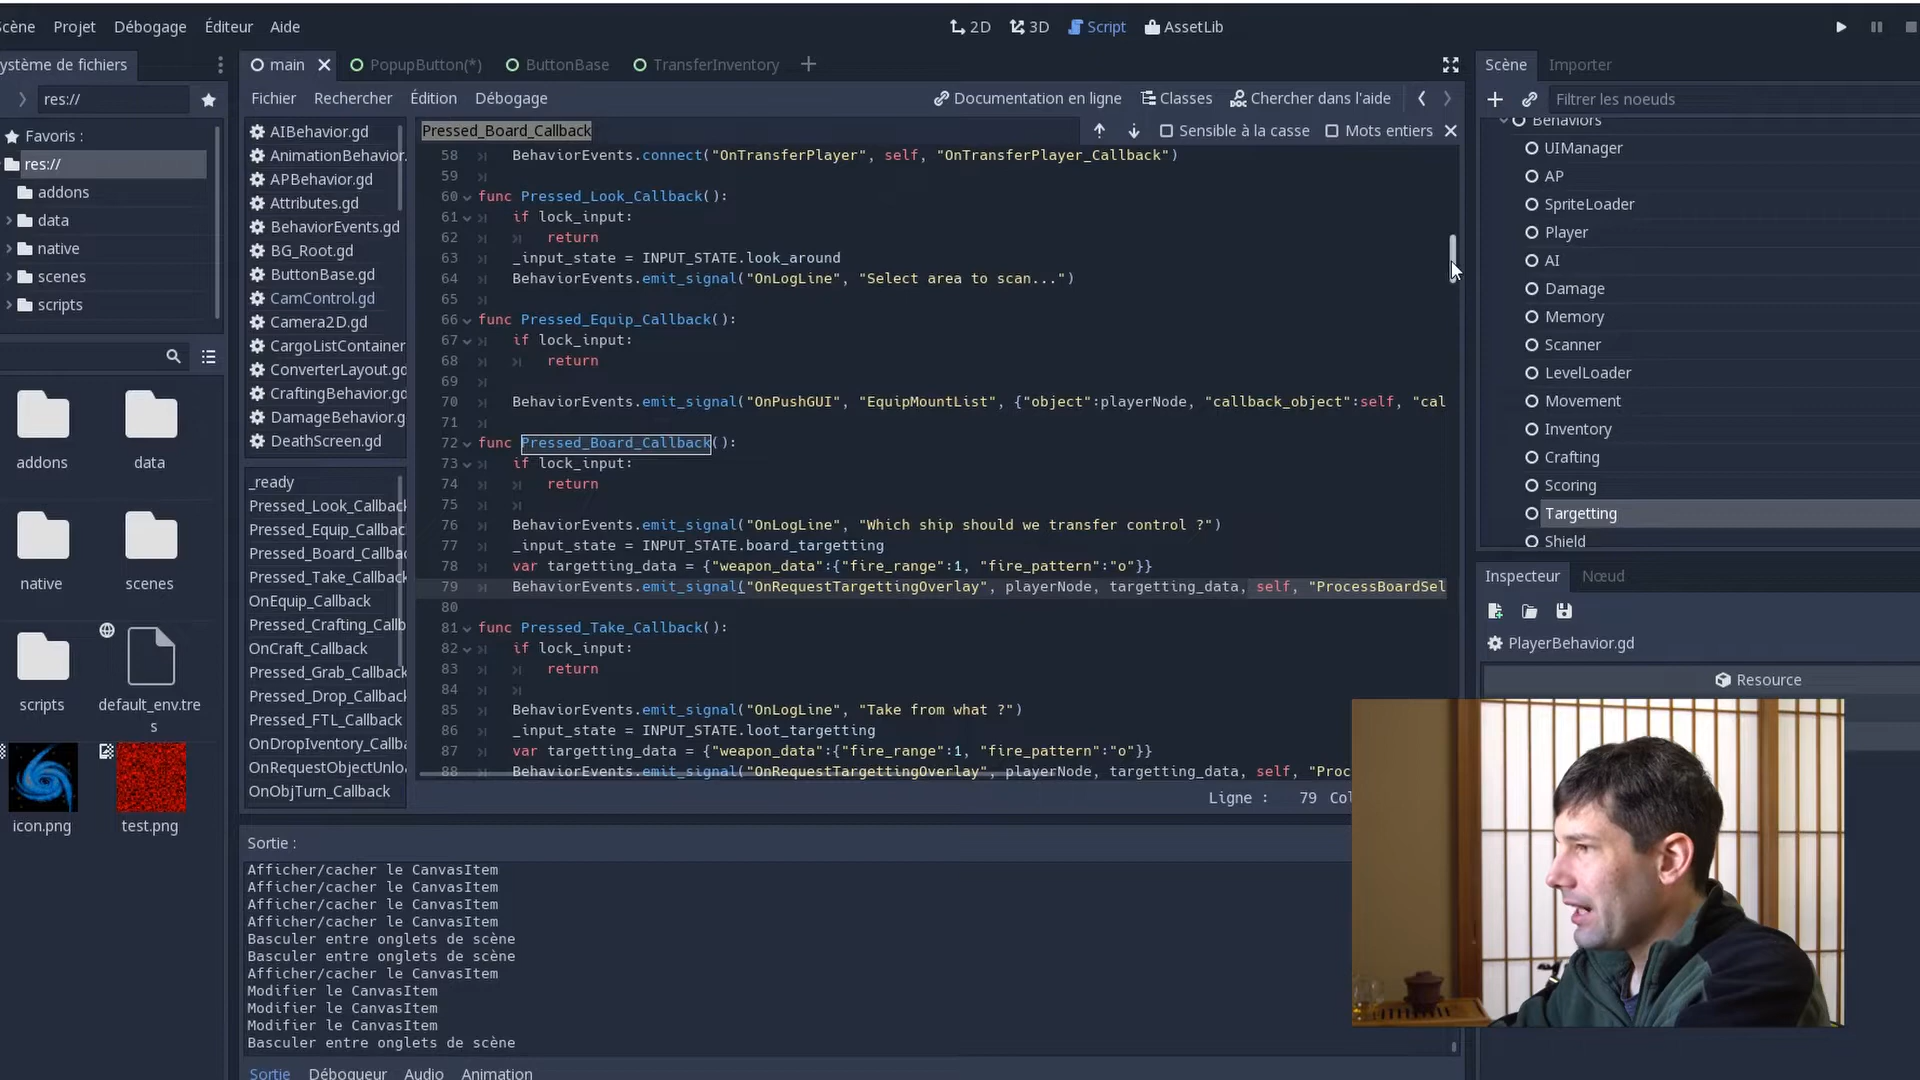 Scène Projet Débogage Éditeur Aide
2D 3D Script AssetLib
ystème de fichiers
res://
Favoris :
res://
addons
data
native
scenes
scripts
addons
data
native
scenes
scripts
default_env.tre
s
icon.png
test.png
main PopupButton(*) ButtonBase TransferInventory
Fichier Rechercher Édition Débogage
Documentation en ligne Classes Chercher dans l'aide
AIBehavior.gd
AnimationBehavior.
APBehavior.gd
Attributes.gd
BehaviorEvents.gd
BG_Root.gd
ButtonBase.gd
CamControl.gd
Camera2D.gd
CargoListContainer
ConverterLayout.gd
CraftingBehavior.gd
DamageBehavior.gd
DeathScreen.gd
_ready
Pressed_Look_Callback
Pressed_Equip_Callbac
Pressed_Board_Callbac
Pressed_Take_Callback
OnEquip_Callback
Pressed_Crafting_Callb
OnCraft_Callback
Pressed_Grab_Callback
Pressed_Drop_Callback
Pressed_FTL_Callback
OnDropIventory_Callba
OnRequestObjectUnlo
OnObjTurn_Callback
Pressed_Board_Callback
Sensible à la casse Mots entiers
58 BehaviorEvents.connect("OnTransferPlayer", self, "OnTransferPlayer_Callback")
59
60 func Pressed_Look_Callback():
61 if lock_input:
62 return
63 _input_state = INPUT_STATE.look_around
64 BehaviorEvents.emit_signal("OnLogLine", "Select area to scan...")
65
66 func Pressed_Equip_Callback():
67 if lock_input:
68 return
69
70 BehaviorEvents.emit_signal("OnPushGUI", "EquipMountList", {"object":playerNode, "callback_object":self, "cal
71
72 func Pressed_Board_Callback():
73 if lock_input:
74 return
75
76 BehaviorEvents.emit_signal("OnLogLine", "Which ship should we transfer control ?")
77 _input_state = INPUT_STATE.board_targetting
78 var targetting_data = {"weapon_data":{"fire_range":1, "fire_pattern":"o"}}
79 BehaviorEvents.emit_signal("OnRequestTargettingOverlay", playerNode, targetting_data, self, "ProcessBoardSel
80
81 func Pressed_Take_Callback():
82 if lock_input:
83 return
84
85 BehaviorEvents.emit_signal("OnLogLine", "Take from what ?")
86 _input_state = INPUT_STATE.loot_targetting
87 var targetting_data = {"weapon_data":{"fire_range":1, "fire_pattern":"o"}}
88 BehaviorEvents.emit_signal("OnRequestTargettingOverlay", playerNode, targetting_data, self, "Proc
Ligne : 79 Col
Sortie :
Afficher/cacher le CanvasItem
Afficher/cacher le CanvasItem
Afficher/cacher le CanvasItem
Afficher/cacher le CanvasItem
Basculer entre onglets de scène
Basculer entre onglets de scène
Afficher/cacher le CanvasItem
Modifier le CanvasItem
Modifier le CanvasItem
Modifier le CanvasItem
Basculer entre onglets de scène
Sortie Débogueur Audio Animation
Scène Importer
Filtrer les noeuds
Behaviors
UIManager
AP
SpriteLoader
Player
AI
Damage
Memory
Scanner
LevelLoader
Movement
Inventory
Crafting
Scoring
Targetting
Shield
Inspecteur Nœud
PlayerBehavior.gd
Resource